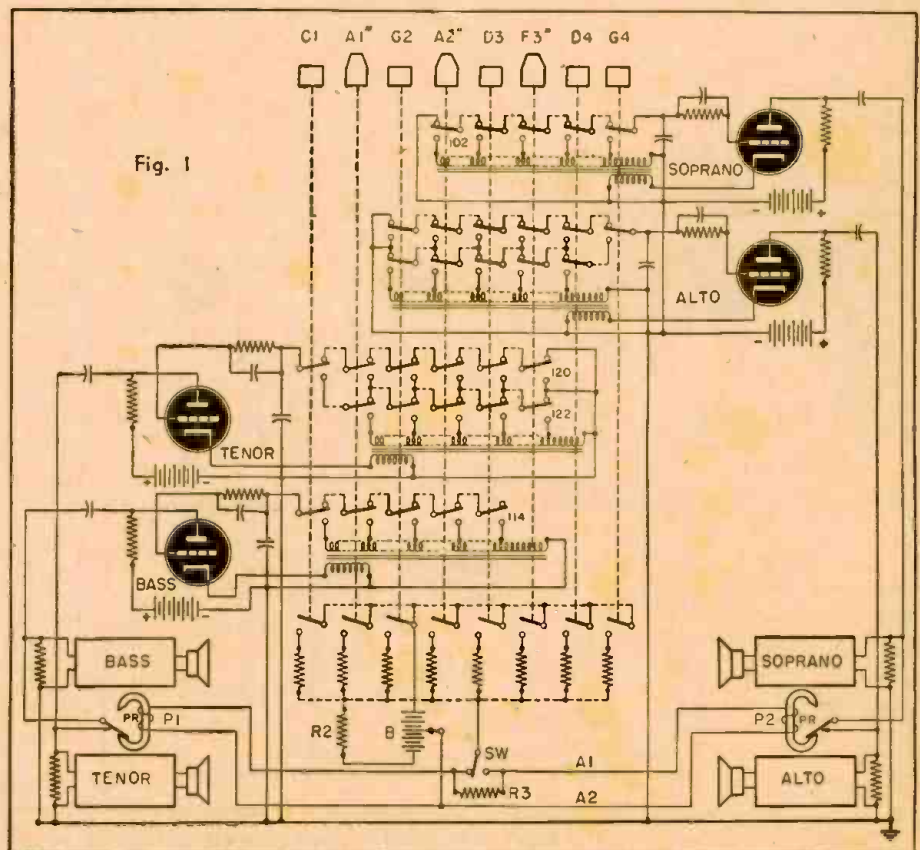 C1 A1# G2 A2# D3 F3# D4 G4
Fig. 1
102
SOPRANO
ALTO
120
122
TENOR
114
BASS
BASS
SOPRANO
PR P1
P2 PR
R2
B
SW
A1
TENOR
R3
A2
ALTO